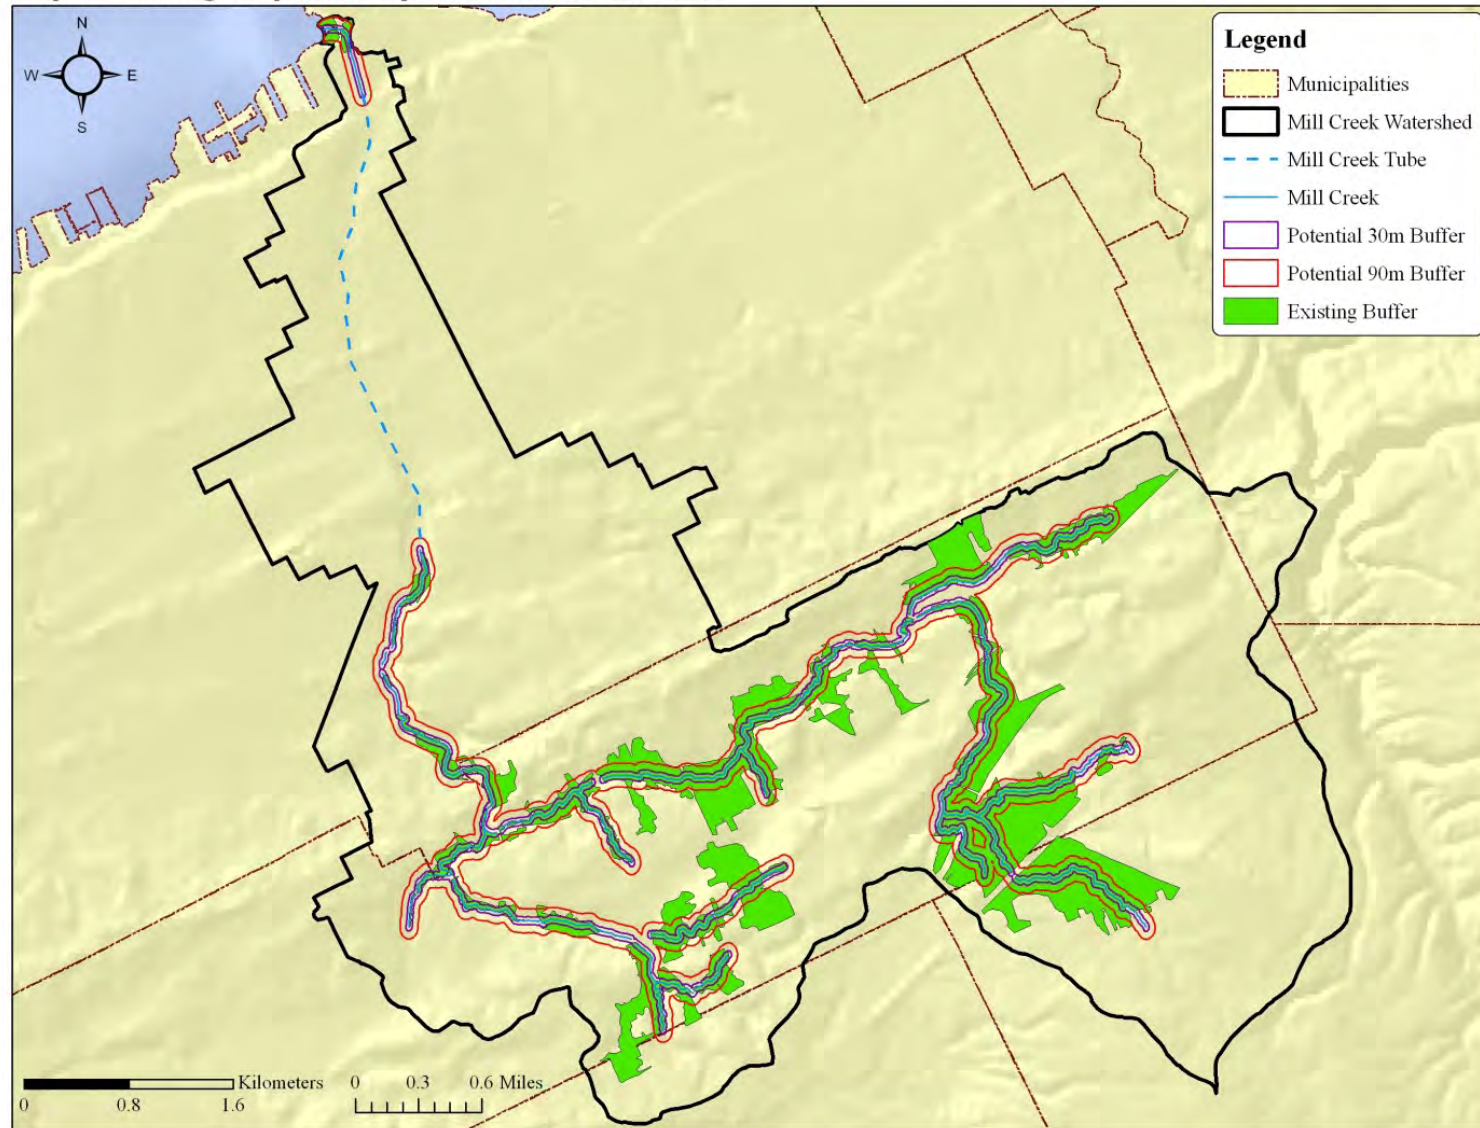 N
W E
S
Legend
Municipalities
Mill Creek Watershed
Mill Creek Tube
Mill Creek
Potential 30m Buffer
Potential 90m Buffer
Existing Buffer
Kilometers
0 0.8 1.6
0 0.3 0.6 Miles